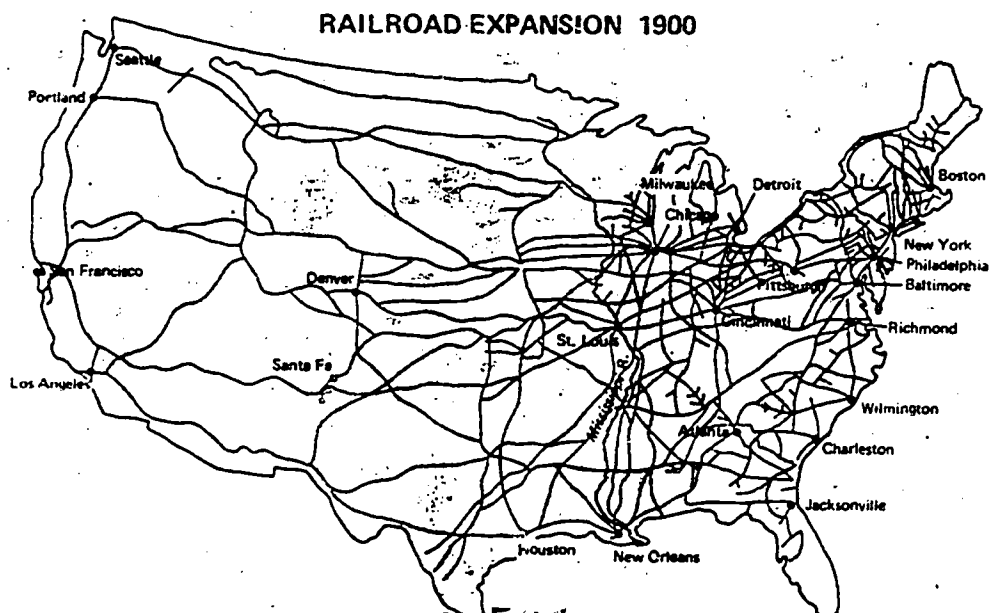 RAILROAD EXPANSION 1900
Seattle
Portland
Boston
Milwaukee
Detroit
Chicago
New York
San Francisco
Philadelphia
Denver
Pittsburg
Baltimore
Cincinnati
Richmond
St. Louis
Santa Fe
Los Angeles
Mississippi R.
Wilmington
Atlanta
Charleston
Jacksonville
Houston
New Orleans